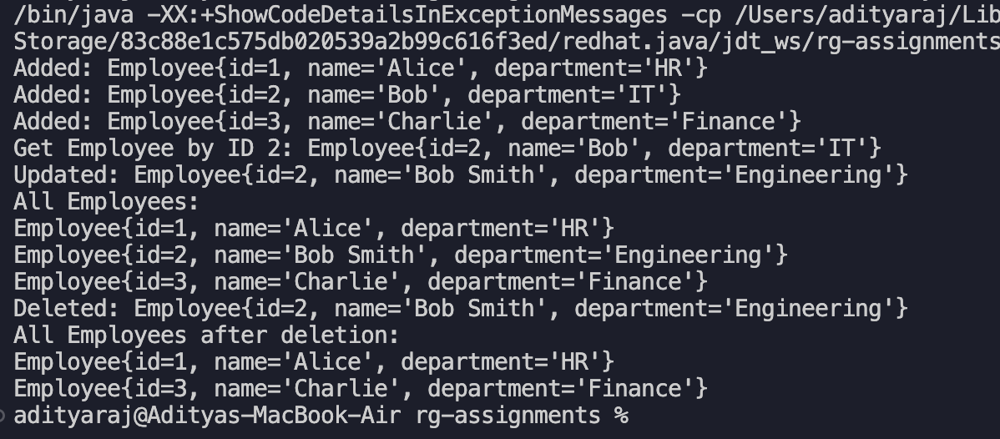 /bin/java -XX:+ShowCodeDetailsInExceptionMessages -cp /Users/adityaraj/Lib
Storage/83c88e1c575db020539a2b99c616f3ed/redhat.java/jdt_ws/rg-assignments
Added: Employee{id=1, name='Alice', department='HR'}
Added: Employee{id=2, name='Bob', department='IT'}
Added: Employee{id=3, name='Charlie', department='Finance'}
Get Employee by ID 2: Employee{id=2, name='Bob', department='IT'}
Updated: Employee{id=2, name='Bob Smith', department='Engineering'}
All Employees:
Employee{id=1, name='Alice', department='HR'}
Employee{id=2, name='Bob Smith', department='Engineering'}
Employee{id=3, name='Charlie', department='Finance'}
Deleted: Employee{id=2, name='Bob Smith', department='Engineering'}
All Employees after deletion:
Employee{id=1, name='Alice', department='HR'}
Employee{id=3, name='Charlie', department='Finance'}
adityaraj@Adityas-MacBook-Air rg-assignments %